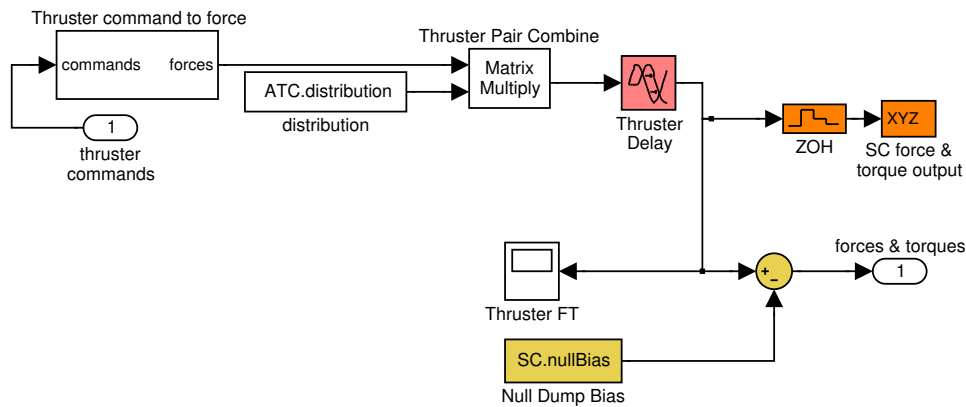 Thruster command to force
commands
forces
Thruster Pair Combine
Matrix
Multiply
ATC.distribution
distribution
1
thruster
commands
Thruster
Delay
ZOH
XYZ
SC force &
torque output
forces & torques
1
+
−
Thruster FT
SC.nullBias
Null Dump Bias